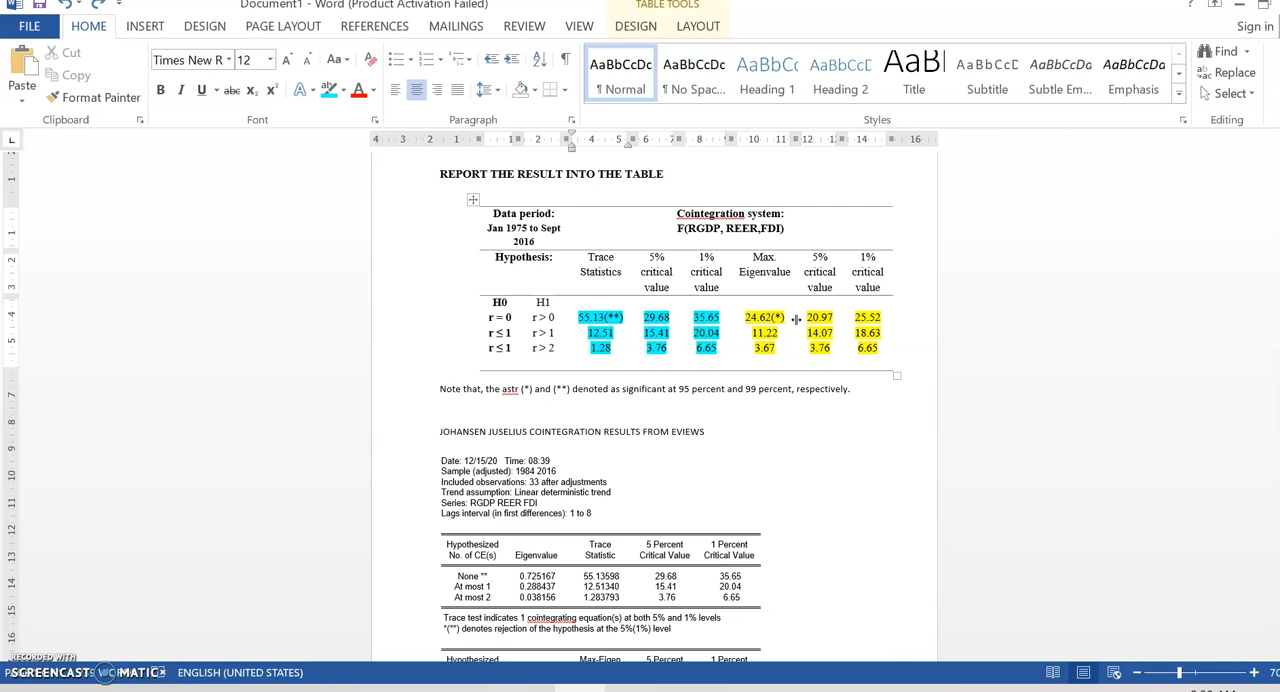 Document1 - Word (Product Activation Failed)
TABLE TOOLS
FILE HOME INSERT DESIGN PAGE LAYOUT REFERENCES MAILINGS REVIEW VIEW DESIGN LAYOUT
Sign in
Paste
Cut
Copy
Format Painter
Clipboard
Times New R 12
Font
Paragraph
AaBbCcDc AaBbCcDc AaBbCc AaBbCcD AaB AaBbCcD AaBbCcDa AaBbCcDa
¶ Normal ¶ No Spac... Heading 1 Heading 2 Title Subtitle Subtle Em... Emphasis
Styles
Find
Replace
Select
Editing
REPORT THE RESULT INTO THE TABLE
Data period: Cointegration system:
Jan 1975 to Sept F(RGDP, REER,FDI)
2016
Hypothesis: Trace 5% 1% Max. 5% 1%
Statistics critical critical Eigenvalue critical critical
value value value value
H0 H1
r = 0 r > 0 55.13(**) 29.68 35.65 24.62(*) 20.97 25.52
r ≤ 1 r > 1 12.51 15.41 20.04 11.22 14.07 18.63
r ≤ 1 r > 2 1.28 3.76 6.65 3.67 3.76 6.65
Note that, the astr (*) and (**) denoted as significant at 95 percent and 99 percent, respectively.
JOHANSEN JUSELIUS COINTEGRATION RESULTS FROM EVIEWS
Date: 12/15/20 Time: 08:39
Sample (adjusted): 1984 2016
Included observations: 33 after adjustments
Trend assumption: Linear deterministic trend
Series: RGDP REER FDI
Lags interval (in first differences): 1 to 8
Hypothesized Trace 5 Percent 1 Percent
No. of CE(s) Eigenvalue Statistic Critical Value Critical Value
None ** 0.725167 55.13598 29.68 35.65
At most 1 0.288437 12.51340 15.41 20.04
At most 2 0.038156 1.283793 3.76 6.65
Trace test indicates 1 cointegrating equation(s) at both 5% and 1% levels
*(**) denotes rejection of the hypothesis at the 5%(1%) level
Hypothesized Max-Eigen 5 Percent 1 Percent
RECORDED WITH
SCREENCAST MATIC
ENGLISH (UNITED STATES)